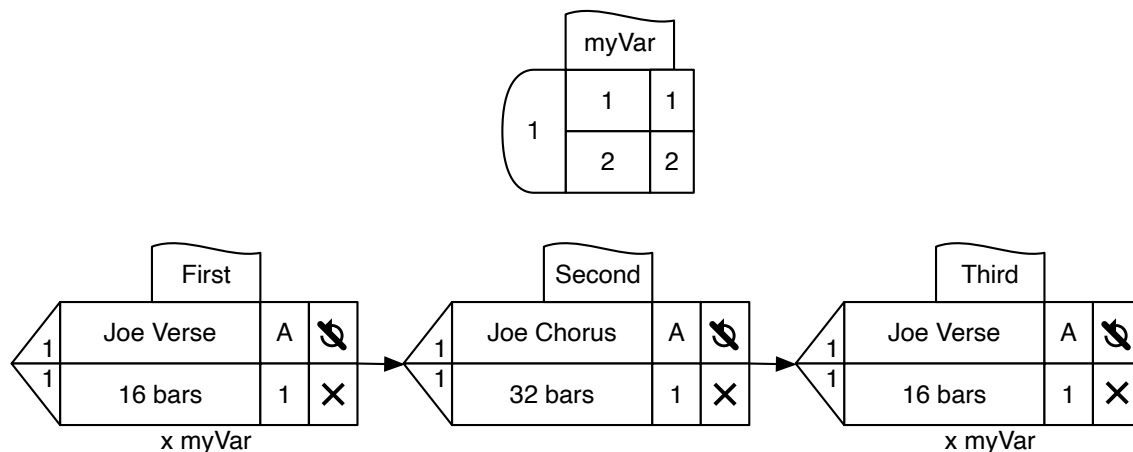 myVar
1 1 1
2 2
First Second Third
1 Joe Verse A 1 Joe Chorus A 1 Joe Verse A
1 16 bars 1 1 32 bars 1 1 16 bars 1
x myVar x myVar